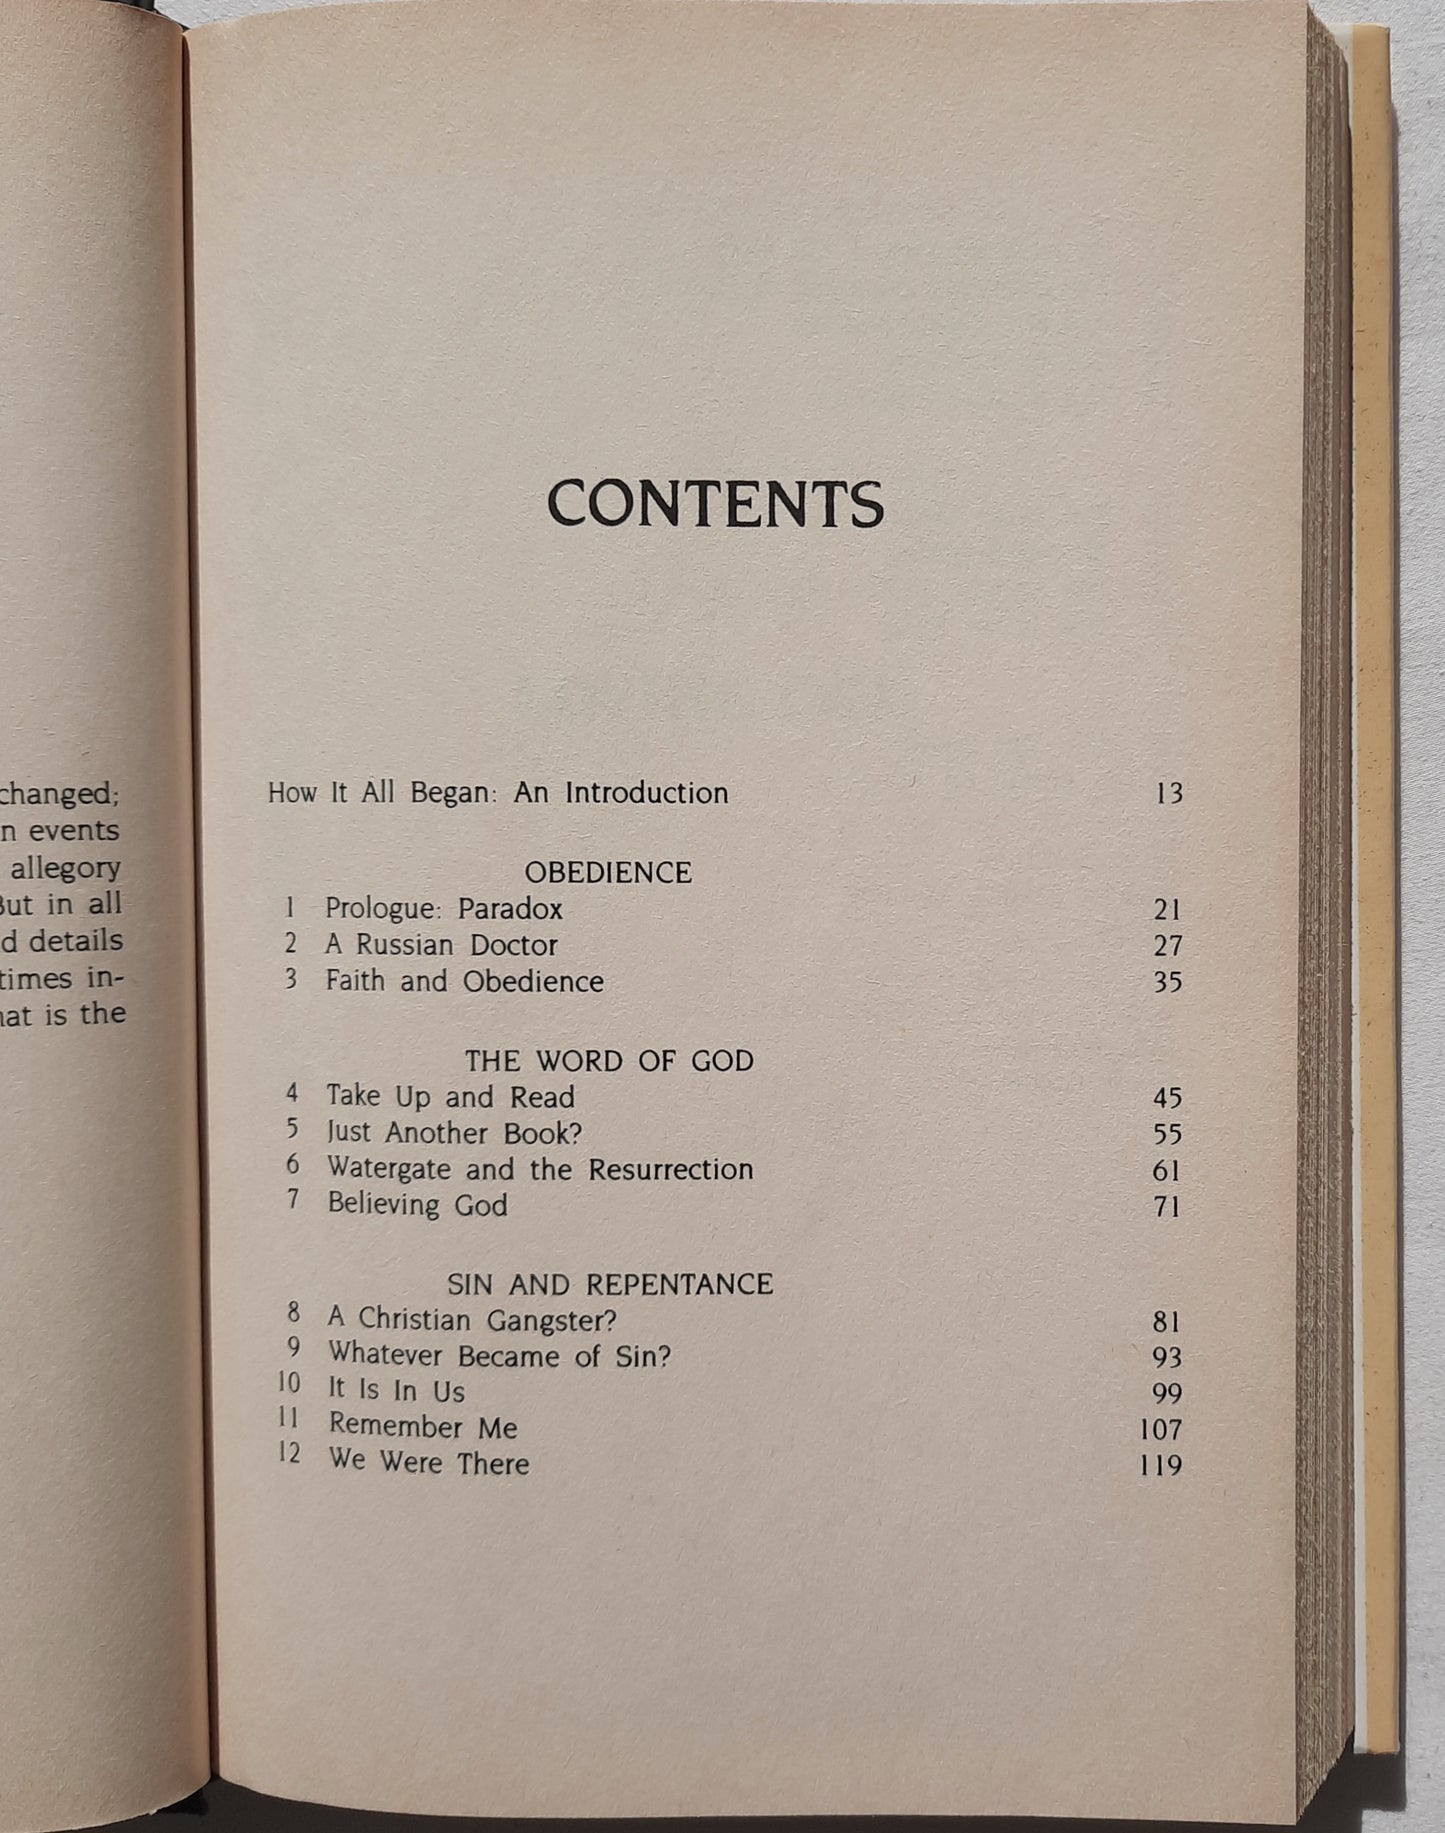 changed;
events
allegory
But in all
details
times in-
is the
CONTENTS
How It All Began: An Introduction 13
OBEDIENCE
1 Prologue: Paradox 21
2 A Russian Doctor 27
3 Faith and Obedience 35
THE WORD OF GOD
4 Take Up and Read 45
5 Just Another Book? 55
6 Watergate and the Resurrection 61
7 Believing God 71
SIN AND REPENTANCE
8 A Christian Gangster? 81
9 Whatever Became of Sin? 93
10 It Is In Us 99
11 Remember Me 107
12 We Were There 119